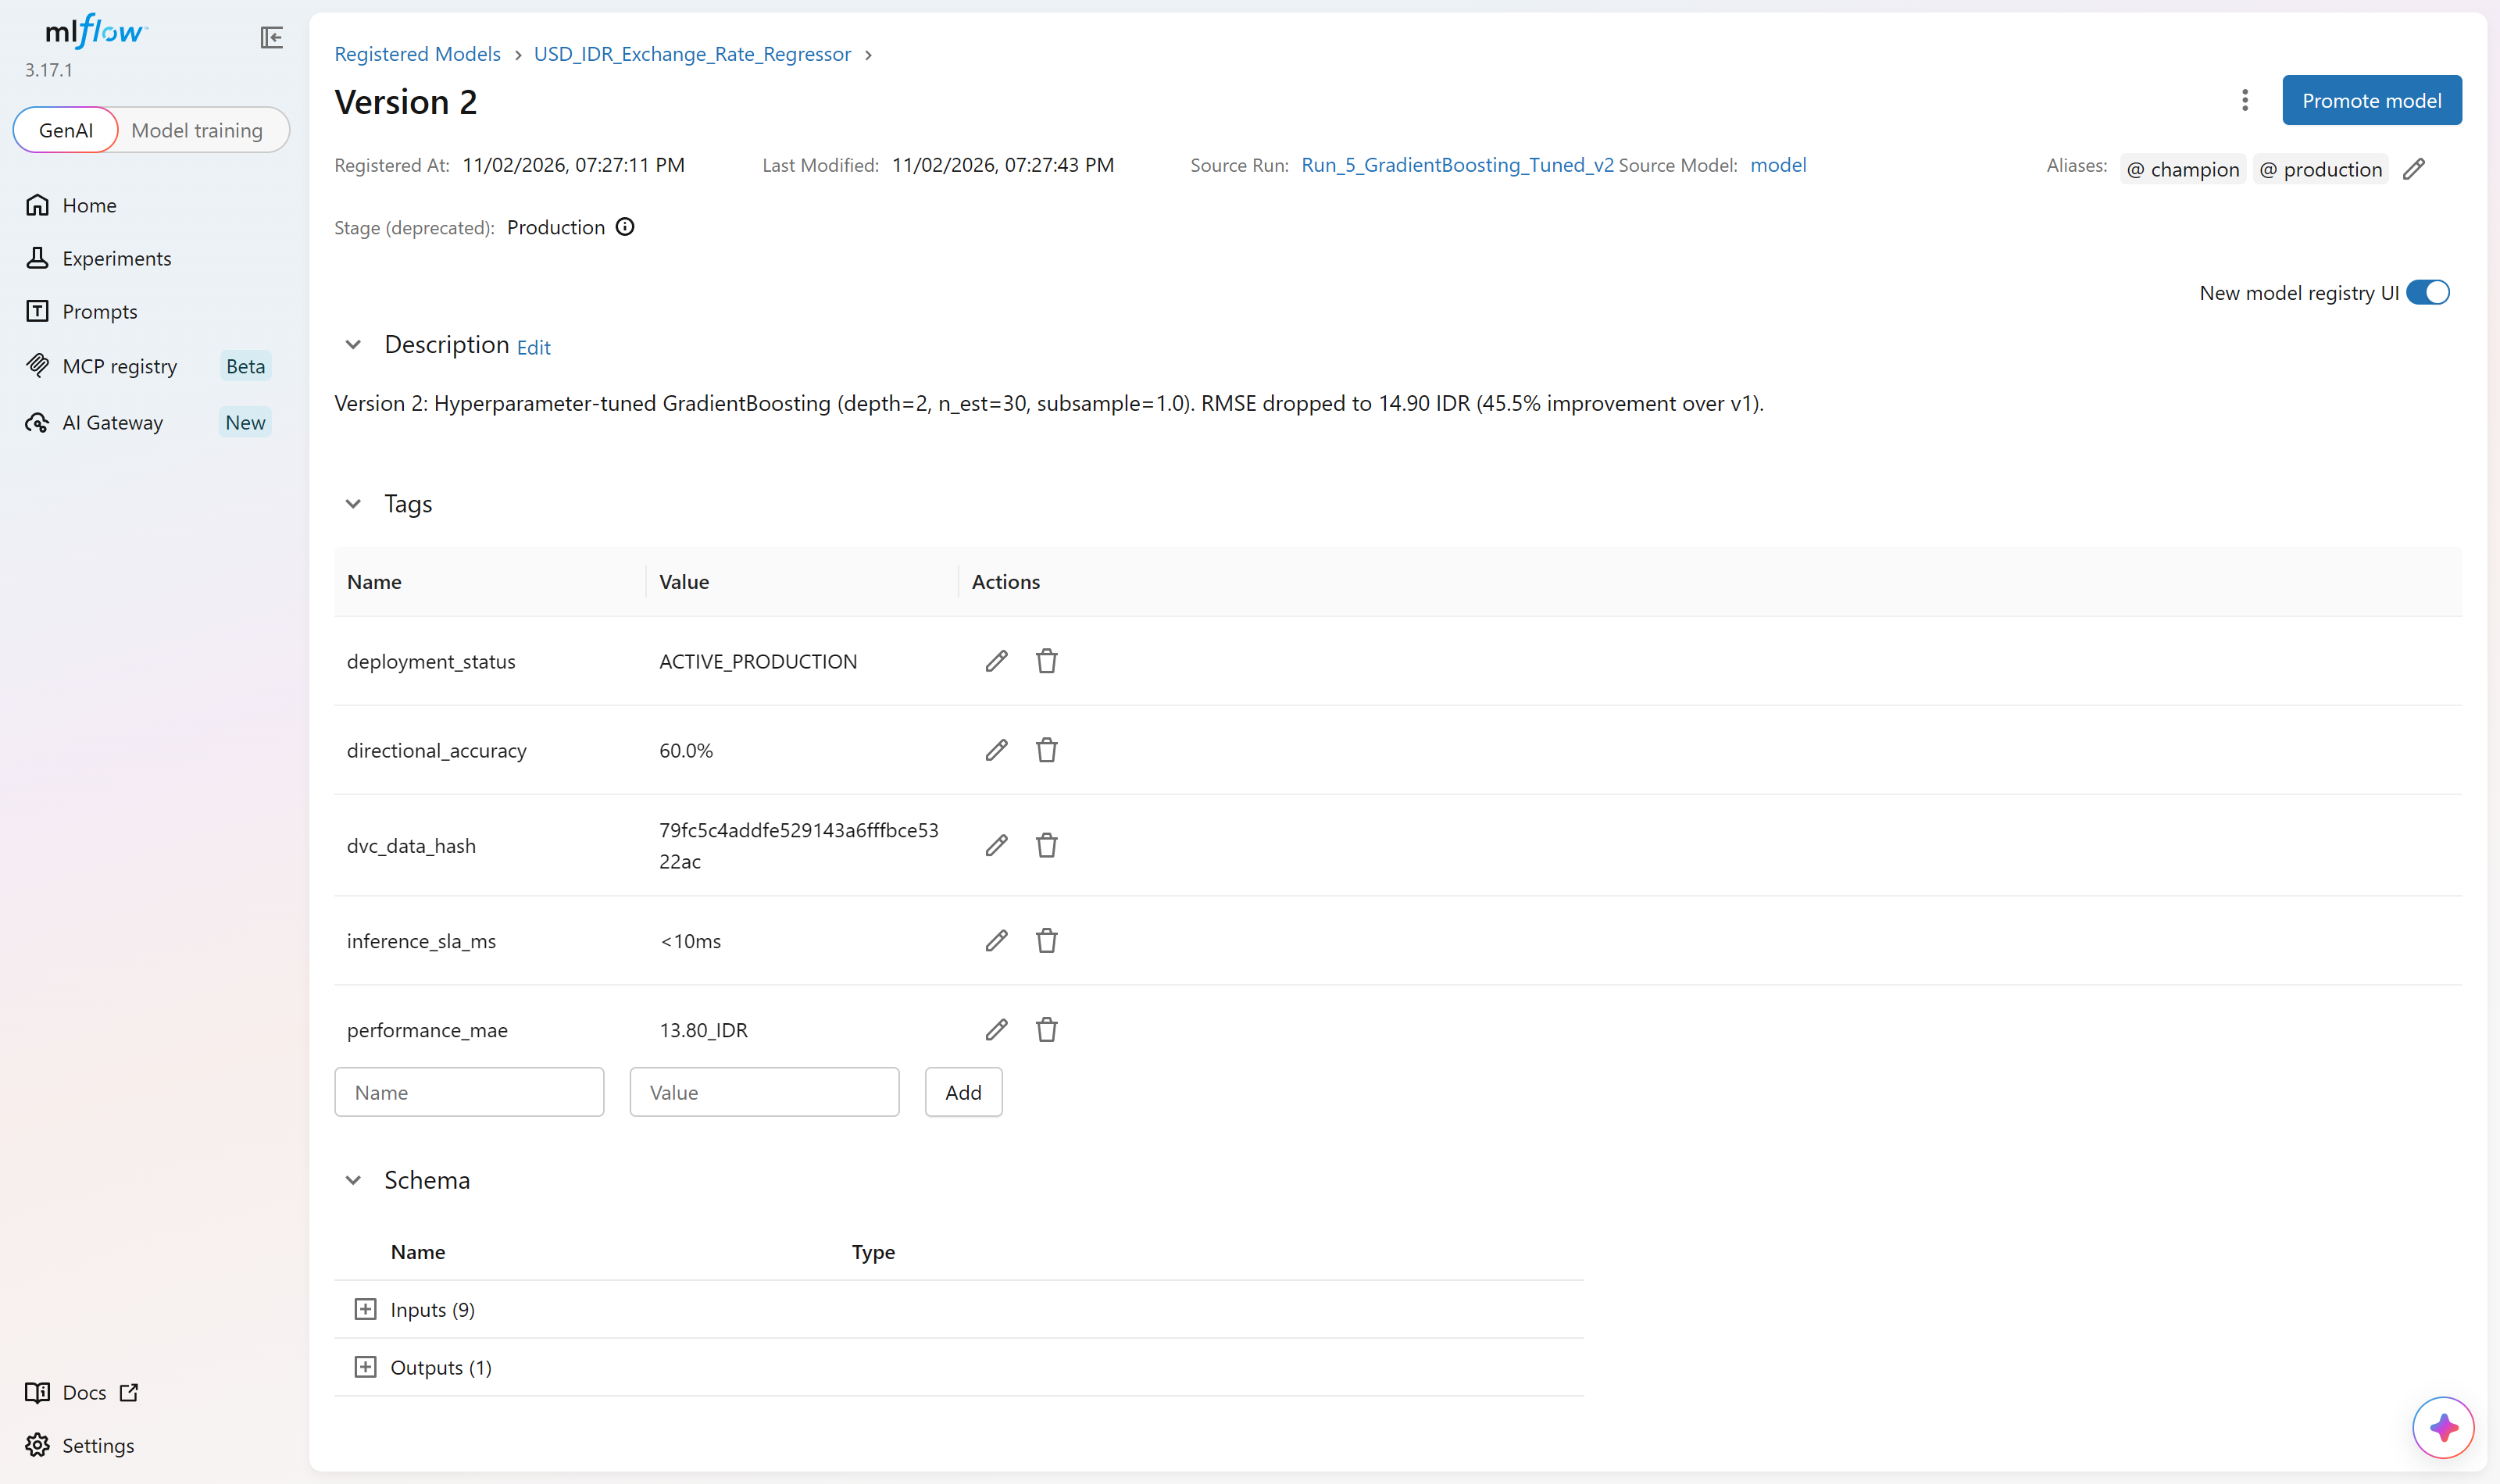 mlflow™
3.17.1
GenAI
Model training
Home
Experiments
Prompts
MCP registry
Beta
AI Gateway
New
Docs
Settings
Registered Models > USD_IDR_Exchange_Rate_Regressor >
Version 2
Promote model
Registered At: 11/02/2026, 07:27:11 PM
Last Modified: 11/02/2026, 07:27:43 PM
Source Run: Run_5_GradientBoosting_Tuned_v2
Source Model: model
Aliases: @ champion @ production
Stage (deprecated): Production
New model registry UI
Description Edit
Version 2: Hyperparameter-tuned GradientBoosting (depth=2, n_est=30, subsample=1.0). RMSE dropped to 14.90 IDR (45.5% improvement over v1).
Tags
Name Value Actions
deployment_status ACTIVE_PRODUCTION
directional_accuracy 60.0%
dvc_data_hash 79fc5c4addfe529143a6fffbce53
22ac
inference_sla_ms <10ms
performance_mae 13.80_IDR
Name Value Add
Schema
Name Type
Inputs (9)
Outputs (1)